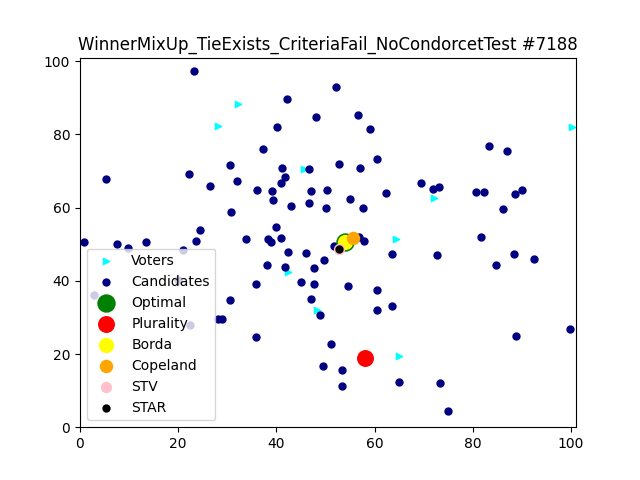 WinnerMixUp_TieExists_CriteriaFail_NoCondorcetTest #7188
100
80
60
40
20
0
Voters
Candidates
Optimal
Plurality
Borda
Copeland
STV
STAR
0 20 40 60 80 100